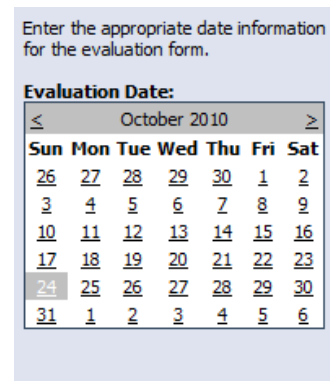 Enter the appropriate date information
for the evaluation form.
Evaluation Date:
< October 2010 >
Sun Mon Tue Wed Thu Fri Sat
26 27 28 29 30 1 2
3 4 5 6 7 8 9
10 11 12 13 14 15 16
17 18 19 20 21 22 23
24 25 26 27 28 29 30
31 1 2 3 4 5 6